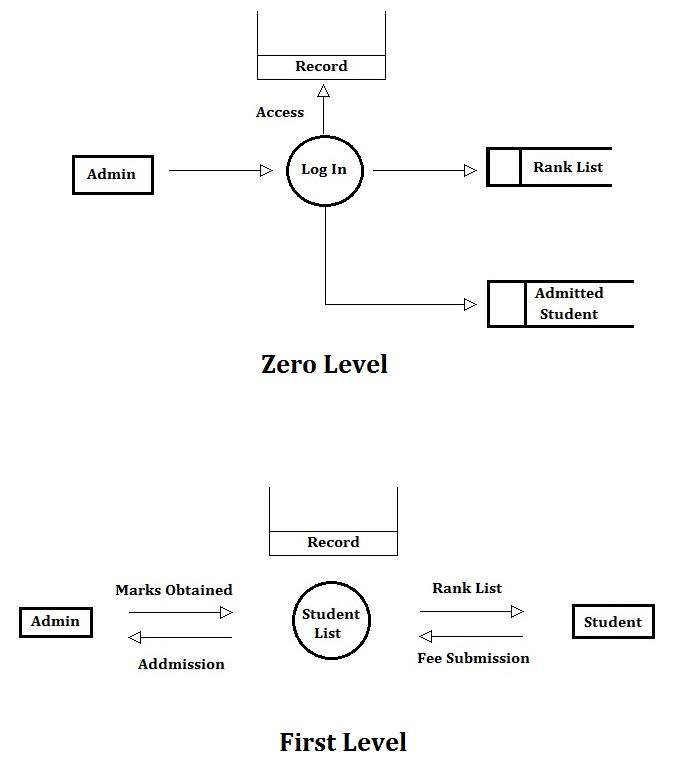 Record
Access
Admin
Log In
Rank List
Admitted
Student
Zero Level
Record
Marks Obtained
Rank List
Admin
Student
List
Student
Addmission
Fee Submission
First Level